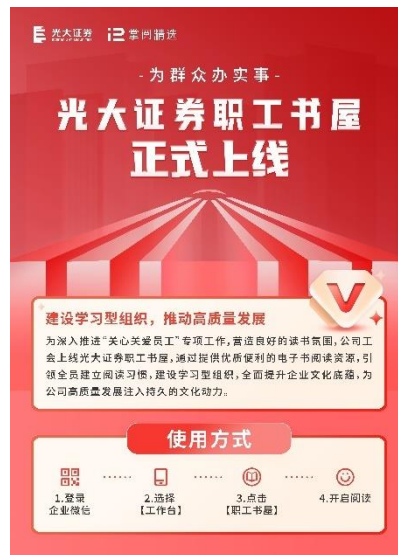 光大证券 掌阅精选
-为群众办实事-
光大证券职工书屋
正式上线
建设学习型组织，推动高质量发展
为深入推进“关心关爱员工”专项工作，营造良好的读书氛围，公司工
会上线光大证券职工书屋，通过提供优质便利的电子书阅读资源，引
领全员建立阅读习惯，建设学习型组织，全面提升企业文化底蕴，为
公司高质量发展注入持久的文化动力。
使用方式
1.登录
企业微信
2.选择
【工作台】
3.点击
【职工书屋】
4.开启阅读